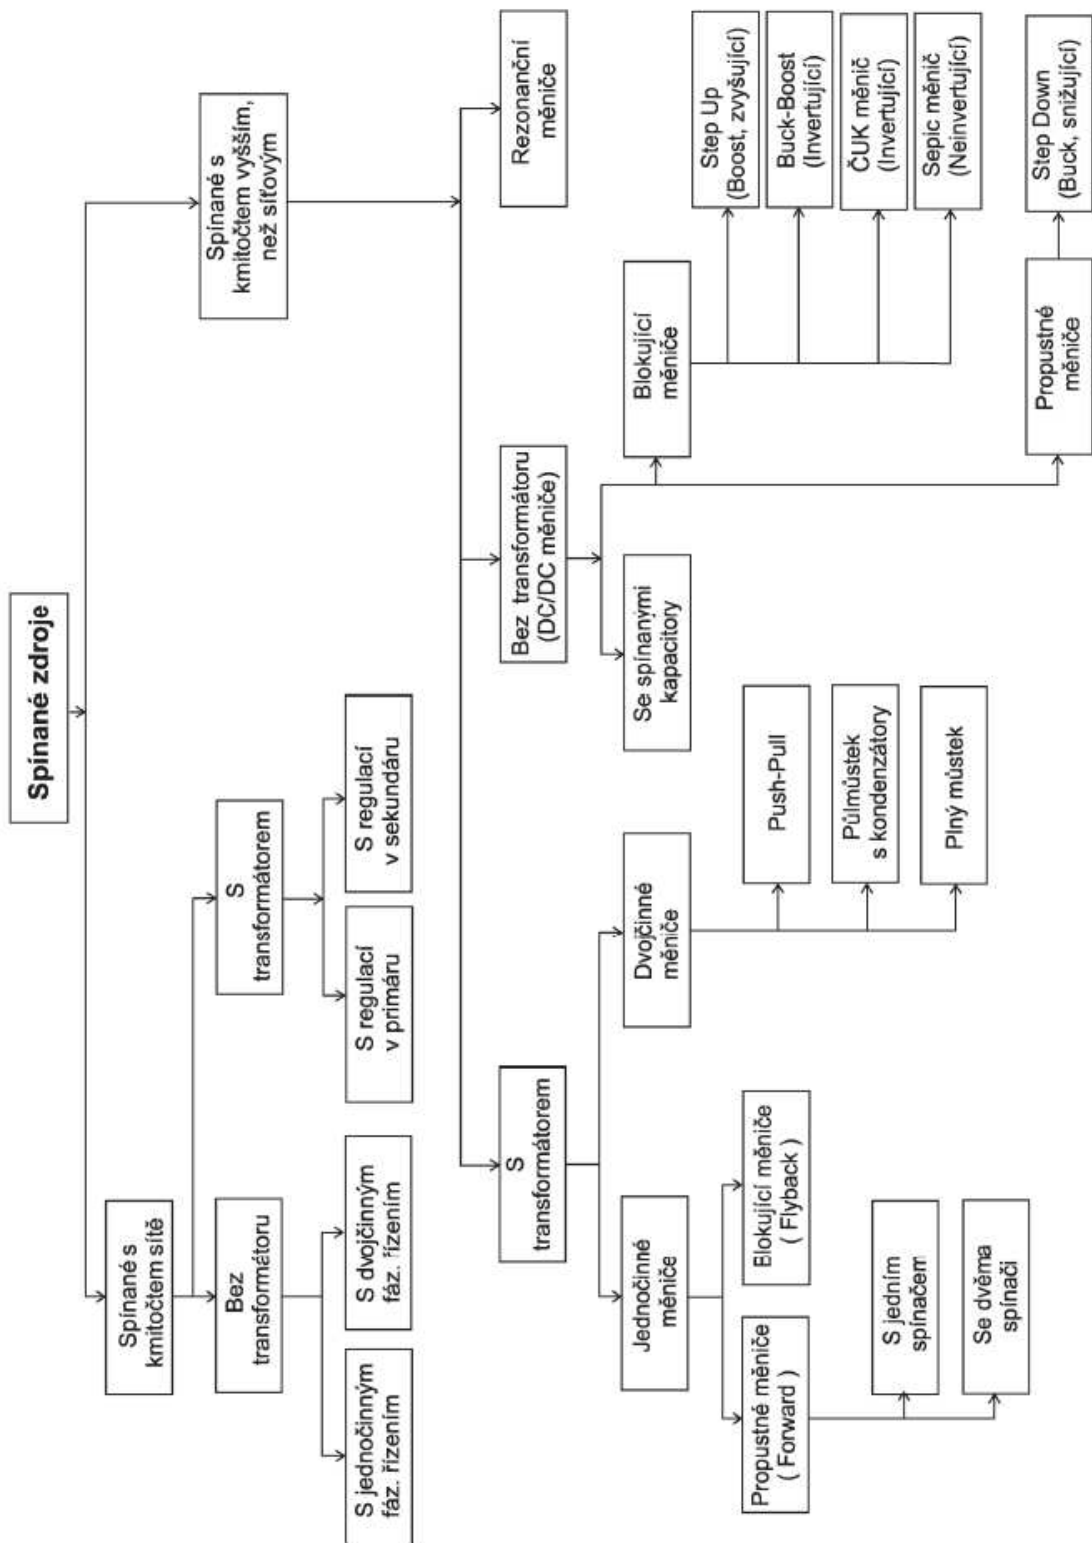 Spínané zdroje
Spínané s
kmitočtem sítě
Spínané s
kmitočtem vyšším,
než síťovým
Bez
transformátoru
S
transformátorem
S jednočinným
fáz. řízením
S dvojčinným
fáz. řízením
S regulací
v primáru
S regulací
v sekundáru
S
transformátorem
Bez transformátoru
(DC/DC měniče)
Rezonanční
měniče
Jednočinné
měniče
Dvojčinné
měniče
Se spínanými
kapacitory
Blokující
měniče
Propustné měniče
( Forward )
Blokující měniče
( Flyback )
S jedním
spínačem
Se dvěma
spínači
Push-Pull
Půlmůstek
s kondenzátory
Plný můstek
Step Up
(Boost, zvyšující)
Buck-Boost
(Invertující)
ČUK měnič
(Invertující)
Sepic měnič
(Neinvertující)
Propustné
měniče
Step Down
(Buck, snižující)